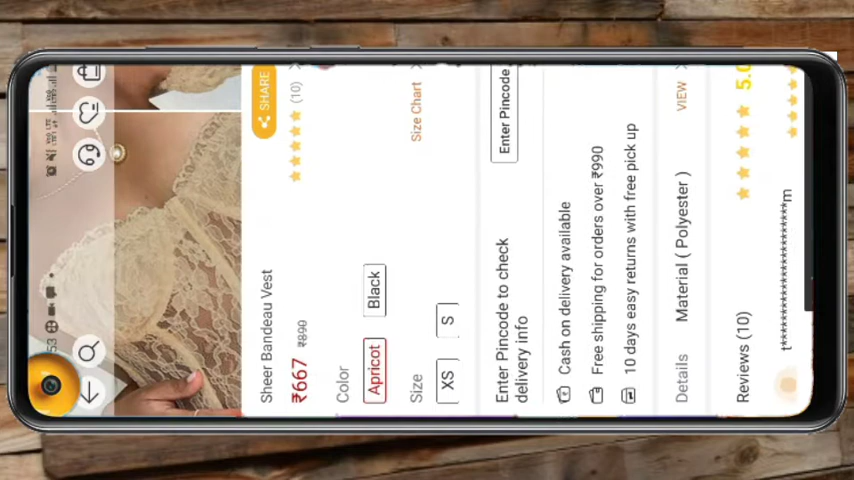 SHARE
Sheer Bandeau Vest
₹667 ₹890
(10)
Color
Apricot
Black
Size
Size Chart
XS
S
Enter Pincode to check
delivery info
Enter Pincode
Cash on delivery available
Free shipping for orders over ₹990
10 days easy returns with free pick up
Details
Material ( Polyester )
VIEW
Reviews (10)
5.0
t*******************m